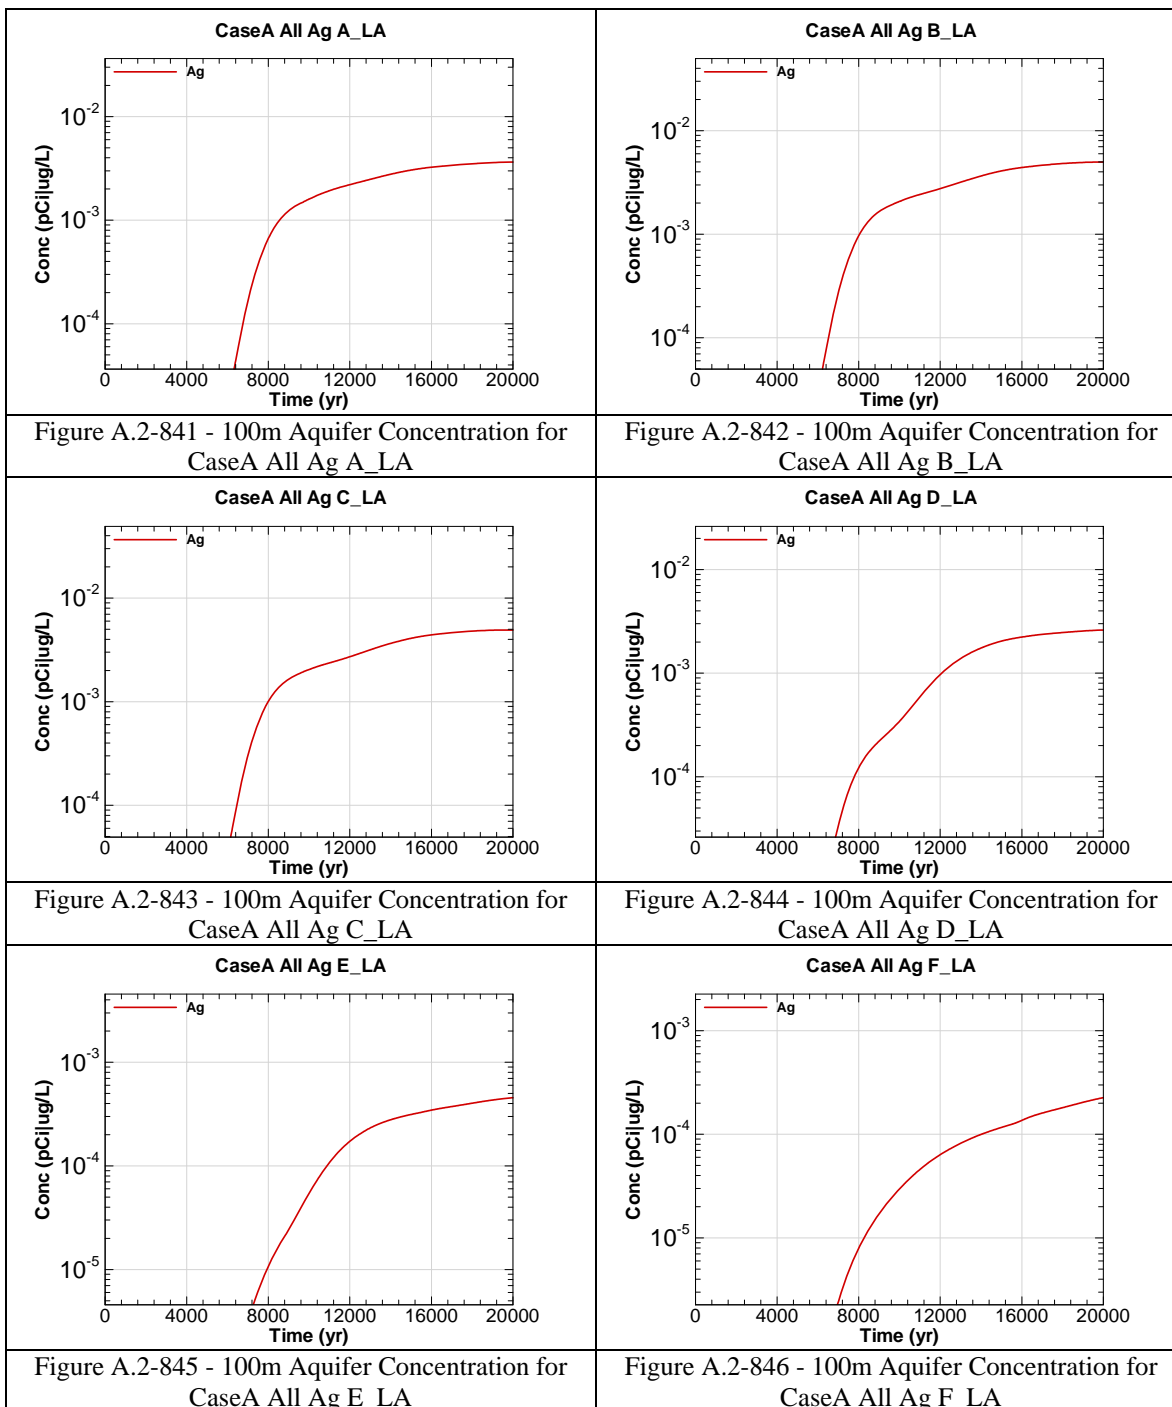 CaseA All Ag A_LA
Ag
10-2
10-3
10-4
Conc (pCi|ug/L)
0 4000 8000 12000 16000 20000
Time (yr)
Figure A.2-841 - 100m Aquifer Concentration for
CaseA All Ag A_LA
CaseA All Ag B_LA
Ag
10-2
10-3
10-4
Conc (pCi|ug/L)
0 4000 8000 12000 16000 20000
Time (yr)
Figure A.2-842 - 100m Aquifer Concentration for
CaseA All Ag B_LA
CaseA All Ag C_LA
Ag
10-2
10-3
10-4
Conc (pCi|ug/L)
0 4000 8000 12000 16000 20000
Time (yr)
Figure A.2-843 - 100m Aquifer Concentration for
CaseA All Ag C_LA
CaseA All Ag D_LA
Ag
10-2
10-3
10-4
Conc (pCi|ug/L)
0 4000 8000 12000 16000 20000
Time (yr)
Figure A.2-844 - 100m Aquifer Concentration for
CaseA All Ag D_LA
CaseA All Ag E_LA
Ag
10-3
10-4
10-5
Conc (pCi|ug/L)
0 4000 8000 12000 16000 20000
Time (yr)
Figure A.2-845 - 100m Aquifer Concentration for
CaseA All Ag E_LA
CaseA All Ag F_LA
Ag
10-3
10-4
10-5
Conc (pCi|ug/L)
0 4000 8000 12000 16000 20000
Time (yr)
Figure A.2-846 - 100m Aquifer Concentration for
CaseA All Ag F_LA